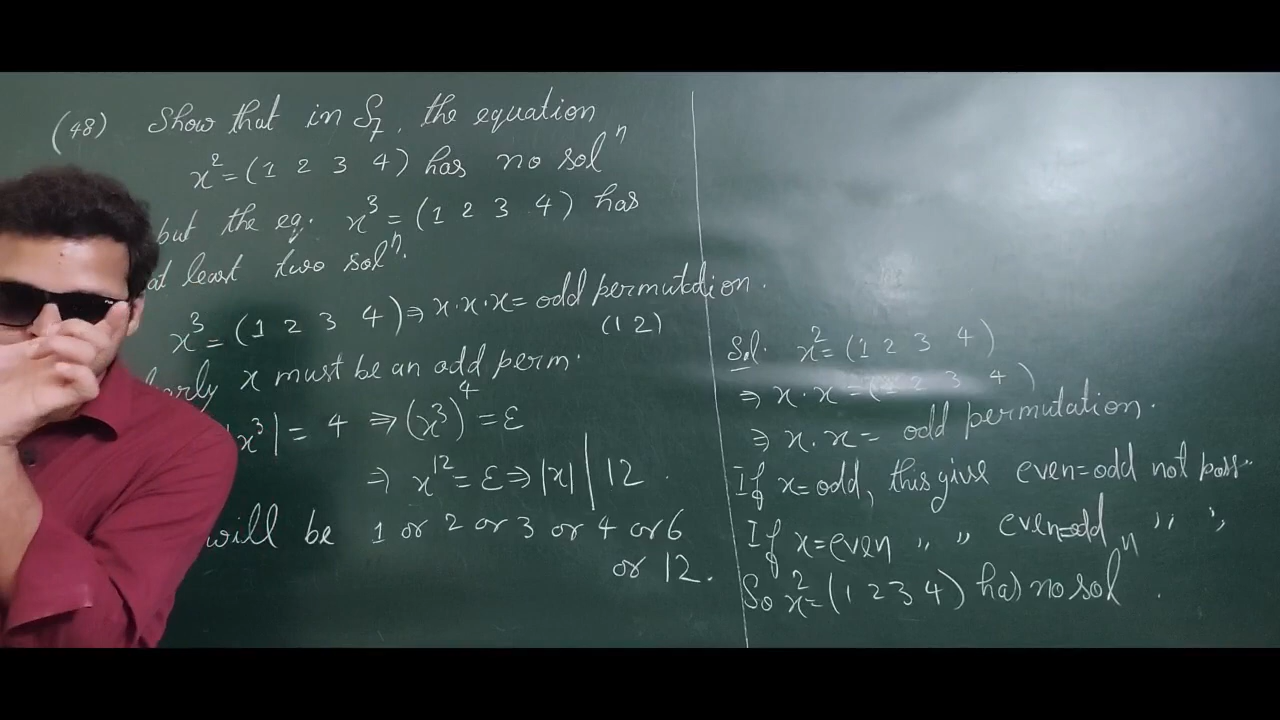 (48) Show that in S₇, the equation
x² = (1 2 3 4) has no solⁿ
but the eq. x³ = (1 2 3 4) has
at least two solⁿ.
x³ = (1 2 3 4) ⇒ x·x·x = odd permutation.
(1 2)
x must be an odd perm.
x³| = 4 ⇒ (x³)⁴ = ε
⇒ x¹² = ε ⇒ |x| | 12.
will be 1 or 2 or 3 or 4 or 6
or 12.
Sol. x² = (1 2 3 4)
⇒ x·x = (1 2 3 4)
⇒ x·x = odd permutation.
If x=odd, this give even=odd not poss.
If x=even ,, ,, even=odd ,, ,,
So x² = (1 2 3 4) has no solⁿ.